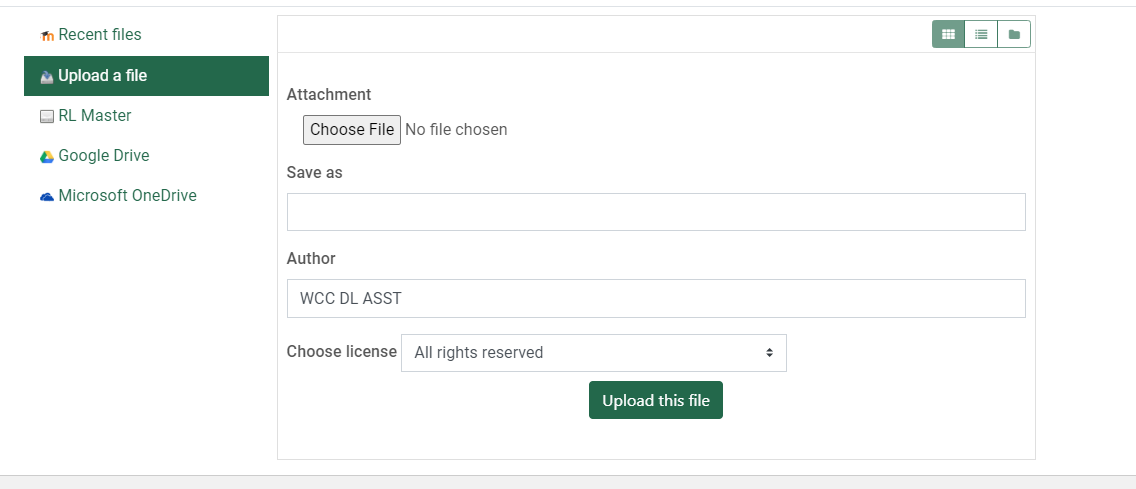 Recent files
Upload a file
RL Master
Google Drive
Microsoft OneDrive
Attachment
Choose File No file chosen
Save as
Author
WCC DL ASST
Choose license All rights reserved
Upload this file